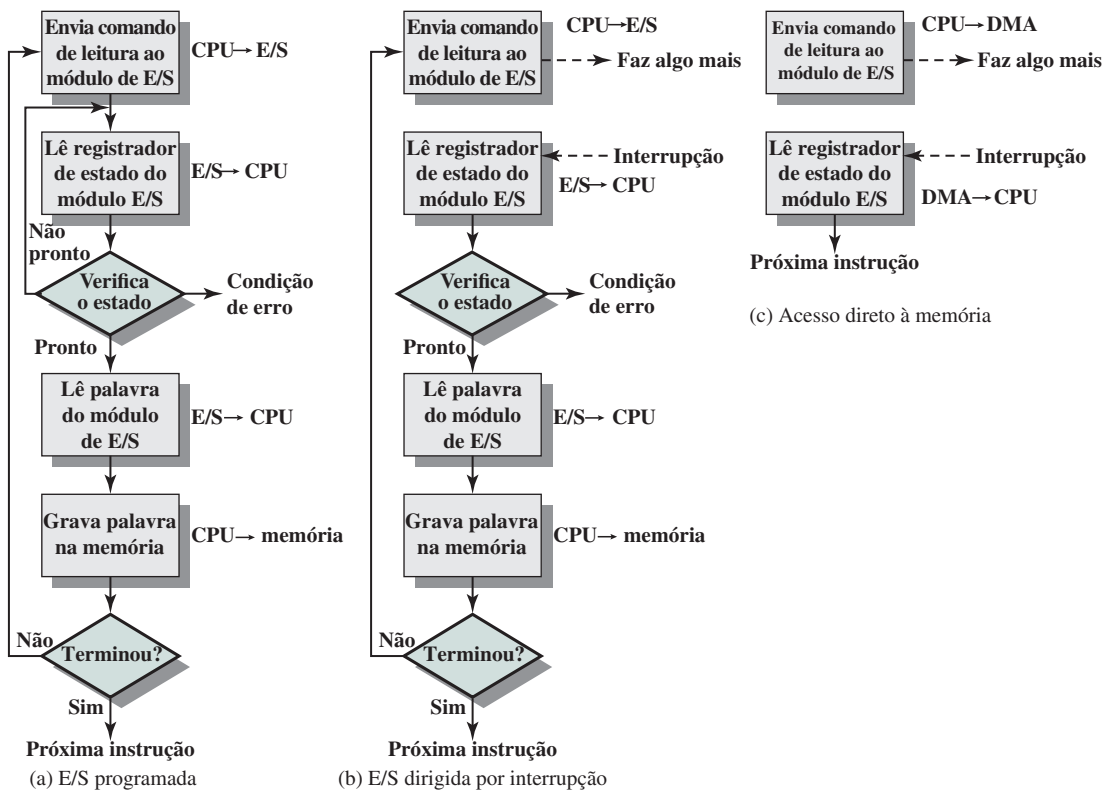 Envia comando
de leitura ao
módulo de E/S
CPU→ E/S
Lê registrador
de estado do
módulo E/S
E/S→ CPU
Não
pronto
Verifica
o estado
Condição
de erro
Pronto
Lê palavra
do módulo
de E/S
E/S→ CPU
Grava palavra
na memória
CPU→ memória
Não
Terminou?
Sim
Próxima instrução
(a) E/S programada
Envia comando
de leitura ao
módulo de E/S
CPU→E/S
Faz algo mais
Lê registrador
de estado do
módulo E/S
Interrupção
E/S→ CPU
Verifica
o estado
Condição
de erro
Pronto
Lê palavra
do módulo
de E/S
E/S→ CPU
Grava palavra
na memória
CPU→ memória
Não
Terminou?
Sim
Próxima instrução
(b) E/S dirigida por interrupção
Envia comando
de leitura ao
módulo de E/S
CPU→DMA
Faz algo mais
Lê registrador
de estado do
módulo E/S
Interrupção
DMA→CPU
Próxima instrução
(c) Acesso direto à memória